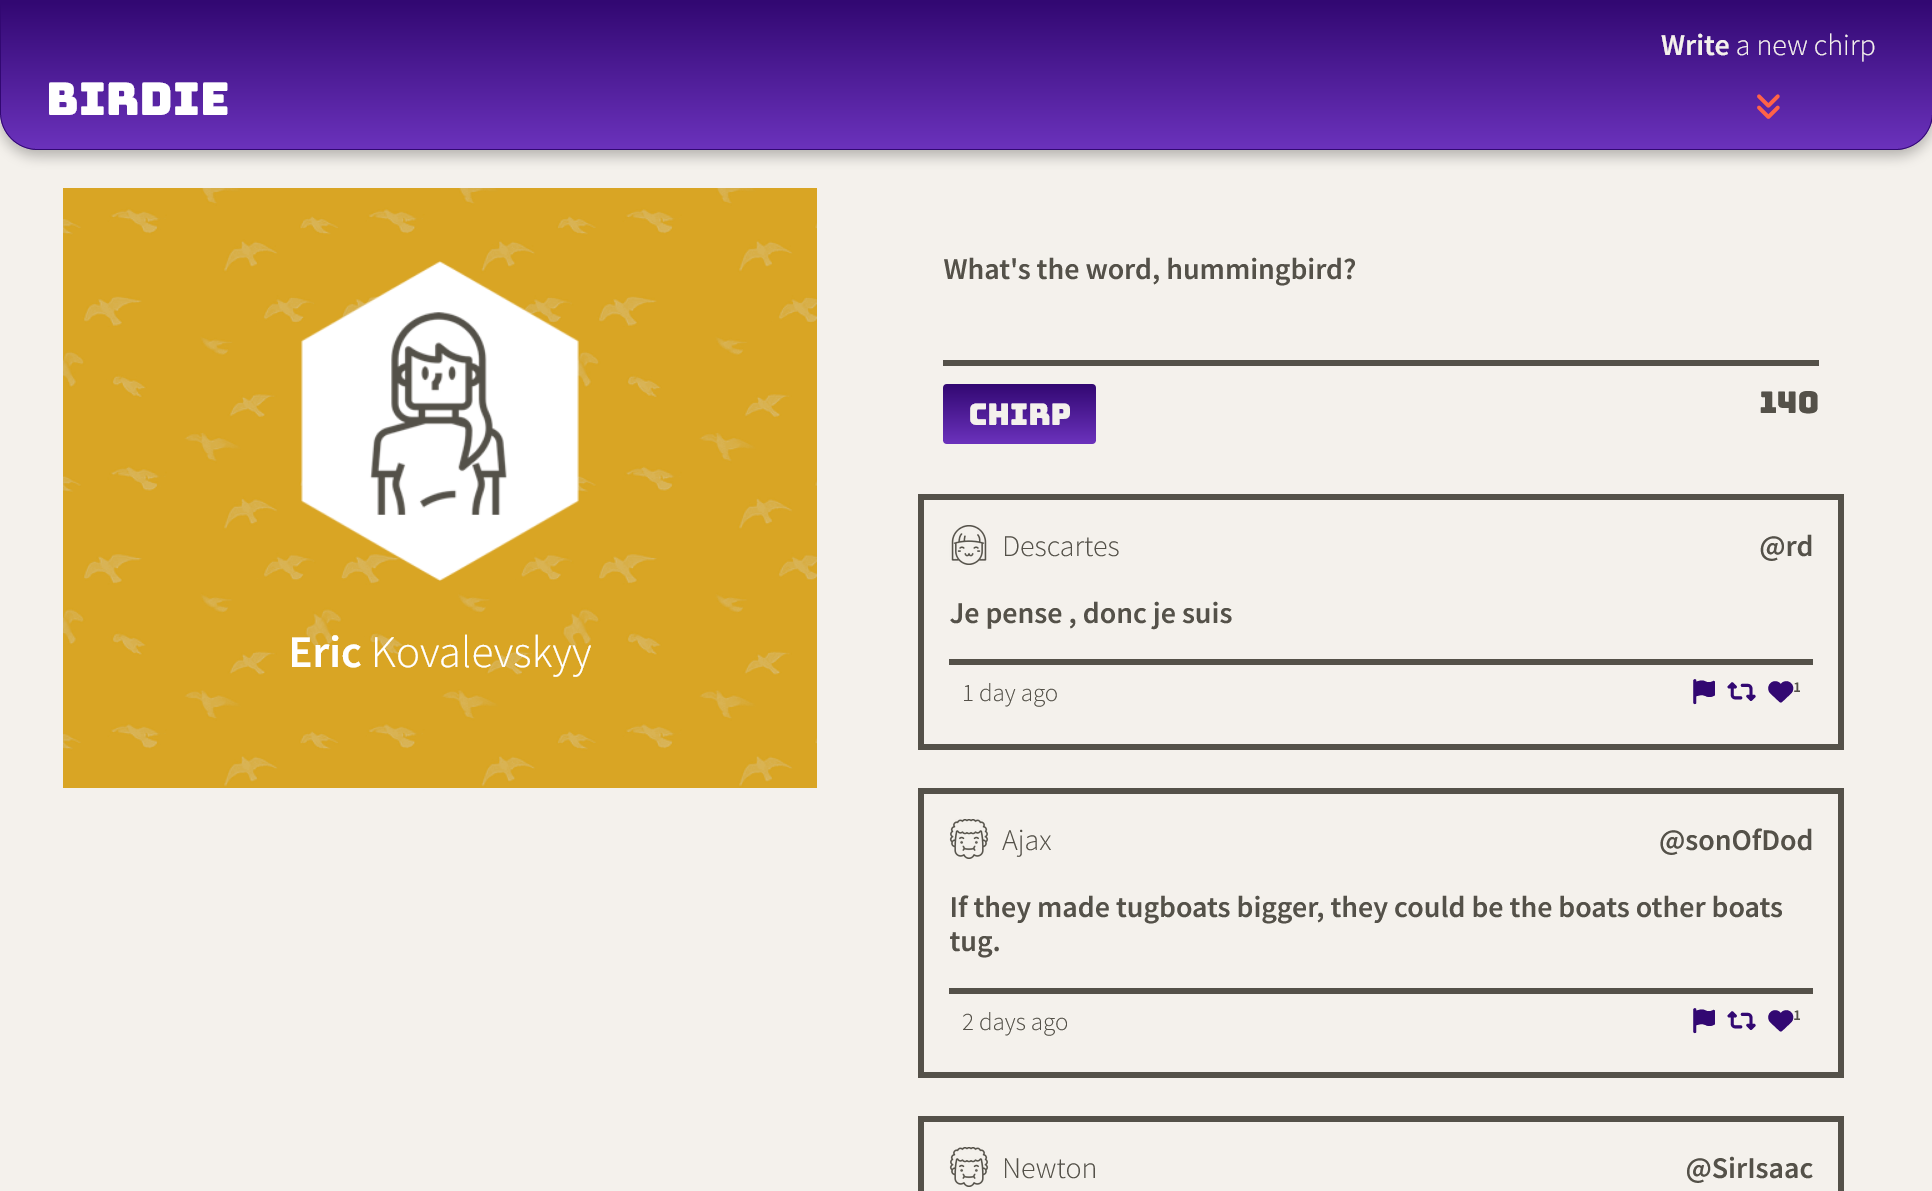 Write a new chirp
BIRDIE
Eric Kovalevskyy
What's the word, hummingbird?
CHIRP
140
Descartes
@rd
Je pense , donc je suis
1 day ago
1
Ajax
@sonOfDod
If they made tugboats bigger, they could be the boats other boats
tug.
2 days ago
1
Newton
@SirIsaac